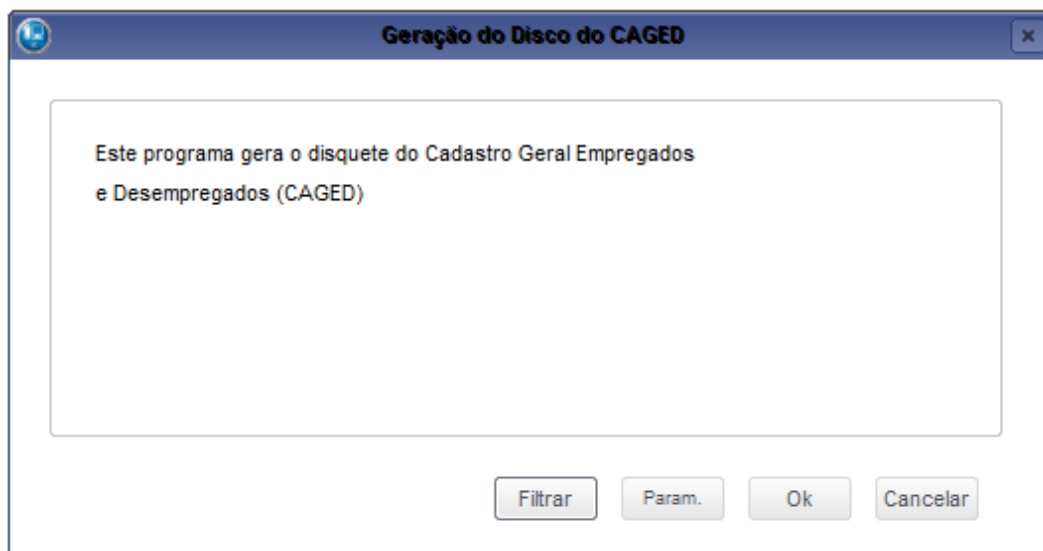 Geração do Disco do CAGED
Este programa gera o disquete do Cadastro Geral Empregados
e Desempregados (CAGED)
Filtrar
Param.
Ok
Cancelar